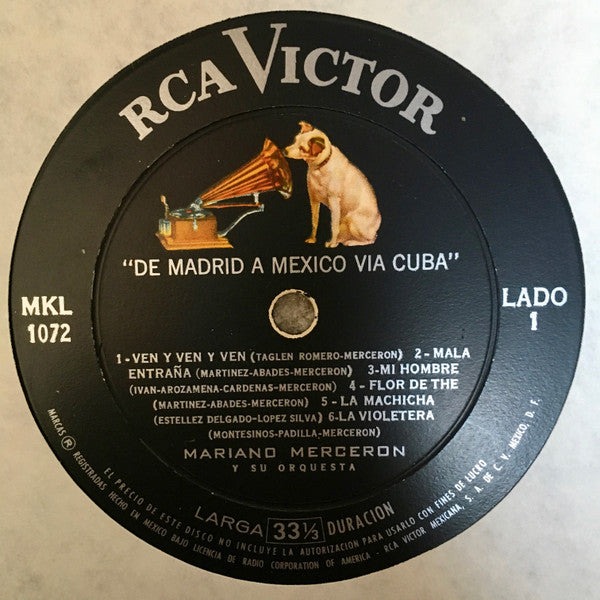 RCA VICTOR
"DE MADRID A MEXICO VIA CUBA"
MKL
1072
LADO
1
1-VEN Y VEN Y VEN (TAGLEN ROMERO-MERCERON) 2-MALA
ENTRAÑA (MARTINEZ-ABADES-MERCERON) 3-MI HOMBRE
(IVAN-AROZAMENA-CARDENAS-MERCERON) 4-FLOR DE THE
(MARTINEZ-ABADES-MERCERON) 5-LA MACHICHA
(ESTELLEZ DELGADO-LOPEZ SILVA) 6-LA VIOLETERA
(MONTESINOS-PADILLA-MERCERON)
MARIANO MERCERON
Y SU ORQUESTA
LARGA 33⅓ DURACION
EL PRECIO DE ESTE DISCO NO INCLUYE LA AUTORIZACION PARA USARLO CON FINES DE LUCRO
MARCAS ® REGISTRADAS HECHO EN MEXICO BAJO LICENCIA DE RADIO CORPORATION OF AMERICA - RCA VICTOR MEXICANA, S. A. DE C. V. MEXICO, D. F.